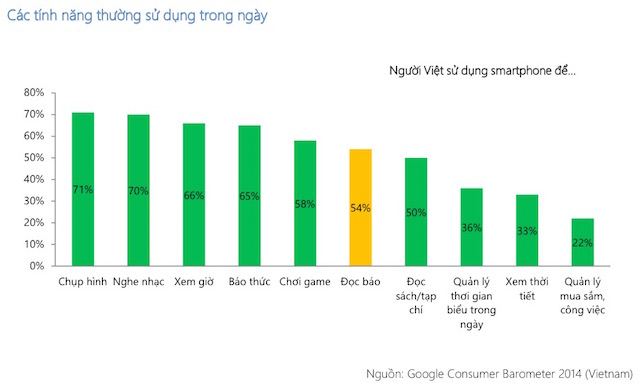 Các tính năng thường sử dụng trong ngày
Người Việt sử dụng smartphone để...
80%
70%
60%
50%
40%
30%
20%
10%
0%
71%
70%
66%
65%
58%
54%
50%
36%
33%
22%
Chụp hình
Nghe nhạc
Xem giờ
Báo thức
Chơi game
Đọc báo
Đọc
sách/tạp
chí
Quản lý
thơi gian
biểu trong
ngày
Xem thời
tiết
Quản lý
mua sắm,
công việc
Nguồn: Google Consumer Barometer 2014 (Vietnam)